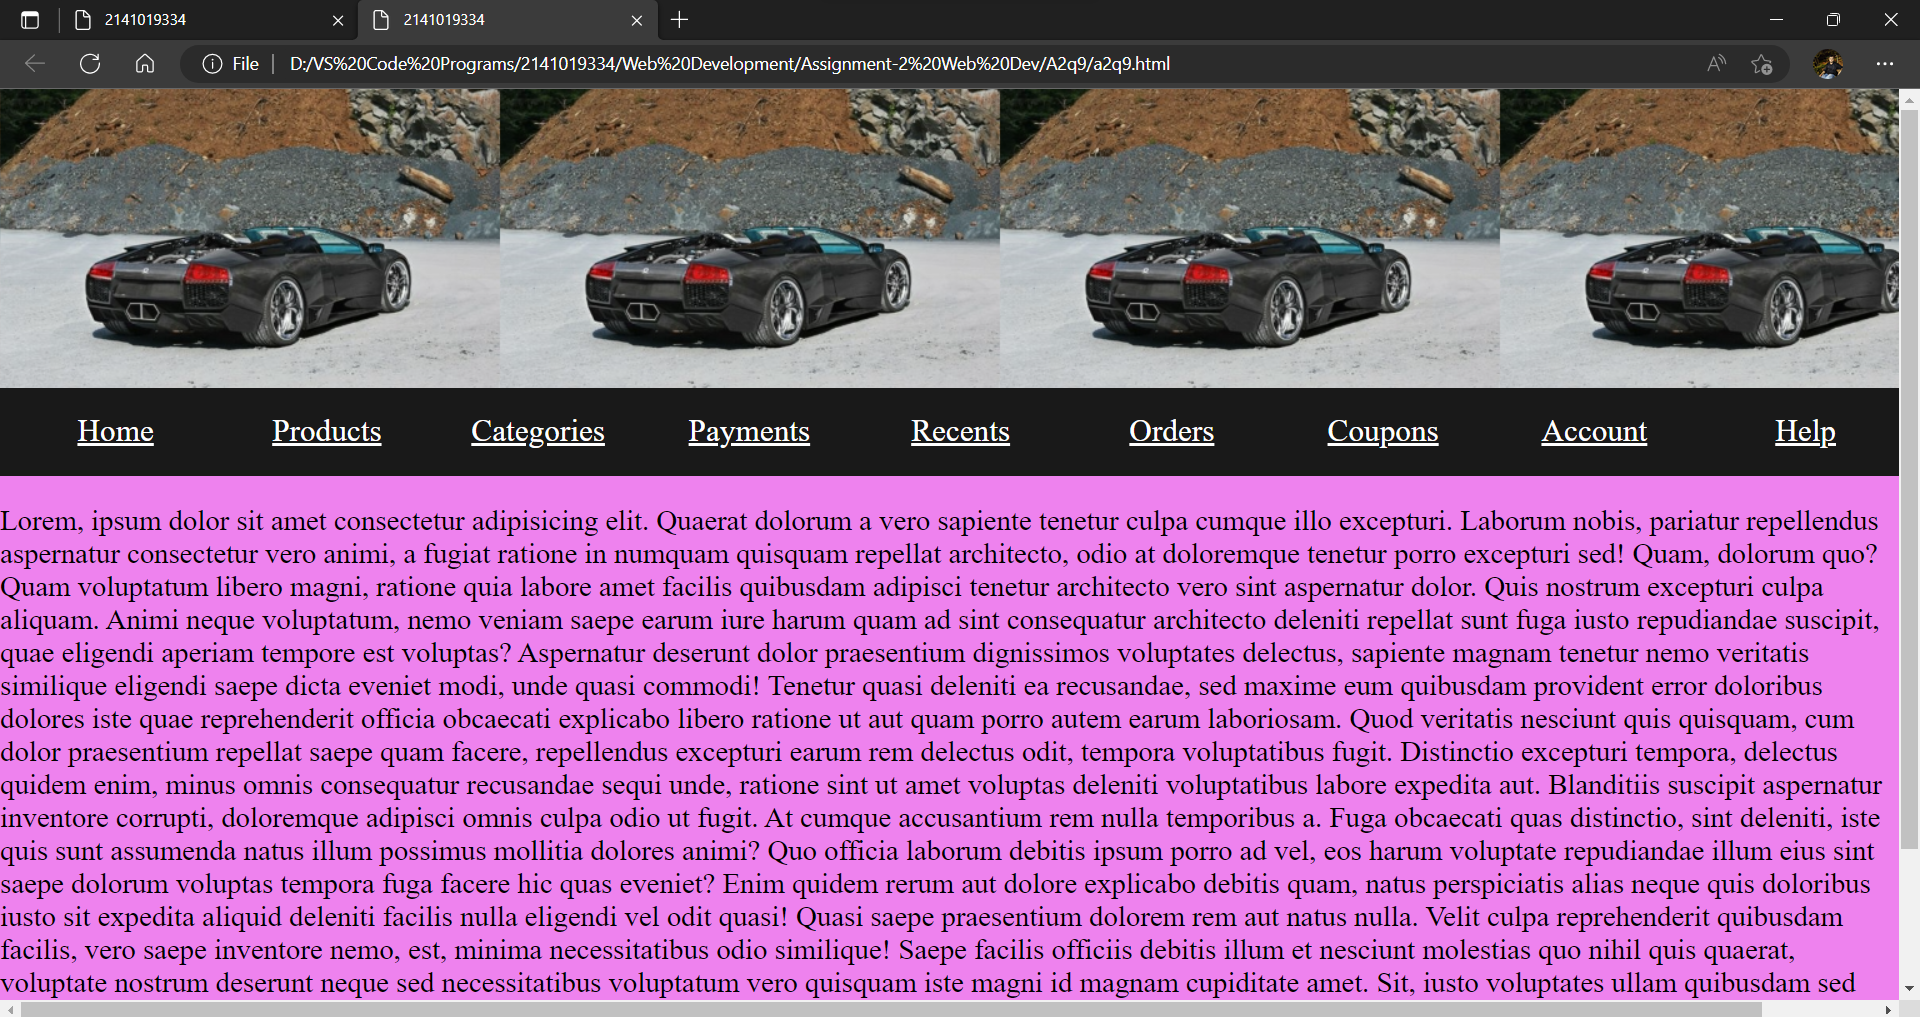 2141019334
2141019334
File
D:/VS%20Code%20Programs/2141019334/Web%20Development/Assignment-2%20Web%20Dev/A2q9/a2q9.html
Home Products Categories Payments Recents Orders Coupons Account Help
Lorem, ipsum dolor sit amet consectetur adipisicing elit. Quaerat dolorum a vero sapiente tenetur culpa cumque illo excepturi. Laborum nobis, pariatur repellendus
aspernatur consectetur vero animi, a fugiat ratione in numquam quisquam repellat architecto, odio at doloremque tenetur porro excepturi sed! Quam, dolorum quo?
Quam voluptatum libero magni, ratione quia labore amet facilis quibusdam adipisci tenetur architecto vero sint aspernatur dolor. Quis nostrum excepturi culpa
aliquam. Animi neque voluptatum, nemo veniam saepe earum iure harum quam ad sint consequatur architecto deleniti repellat sunt fuga iusto repudiandae suscipit,
quae eligendi aperiam tempore est voluptas? Aspernatur deserunt dolor praesentium dignissimos voluptates delectus, sapiente magnam tenetur nemo veritatis
similique eligendi saepe dicta eveniet modi, unde quasi commodi! Tenetur quasi deleniti ea recusandae, sed maxime eum quibusdam provident error doloribus
dolores iste quae reprehenderit officia obcaecati explicabo libero ratione ut aut quam porro autem earum laboriosam. Quod veritatis nesciunt quis quisquam, cum
dolor praesentium repellat saepe quam facere, repellendus excepturi earum rem delectus odit, tempora voluptatibus fugit. Distinctio excepturi tempora, delectus
quidem enim, minus omnis consequatur recusandae sequi unde, ratione sint ut amet voluptas deleniti voluptatibus labore expedita aut. Blanditiis suscipit aspernatur
inventore corrupti, doloremque adipisci omnis culpa odio ut fugit. At cumque accusantium rem nulla temporibus a. Fuga obcaecati quas distinctio, sint deleniti, iste
quis sunt assumenda natus illum possimus mollitia dolores animi? Quo officia laborum debitis ipsum porro ad vel, eos harum voluptate repudiandae illum eius sint
saepe dolorum voluptas tempora fuga facere hic quas eveniet? Enim quidem rerum aut dolore explicabo debitis quam, natus perspiciatis alias neque quis doloribus
iusto sit expedita aliquid deleniti facilis nulla eligendi vel odit quasi! Quasi saepe praesentium dolorem rem aut natus nulla. Velit culpa reprehenderit quibusdam
facilis, vero saepe inventore nemo, est, minima necessitatibus odio similique! Saepe facilis officiis debitis illum et nesciunt molestias quo nihil quis quaerat,
voluptate nostrum deserunt neque sed necessitatibus voluptatum vero quisquam iste magni id magnam cupiditate amet. Sit, iusto voluptates ullam quibusdam sed